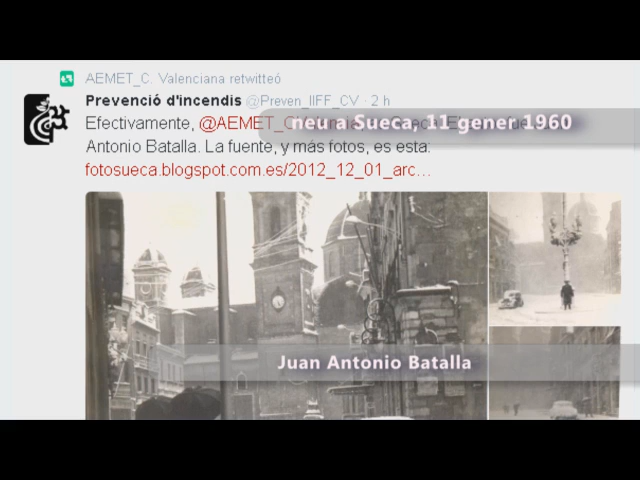 AEMET_C. Valenciana retwitteó
Prevenció d'incendis @Preven_IIFF_CV · 2 h
Efectivamente, @AEMET_C
neu a Sueca, 11 gener 1960
Antonio Batalla. La fuente, y más fotos, es esta:
fotosueca.blogspot.com.es/2012_12_01_arc…
Juan Antonio Batalla